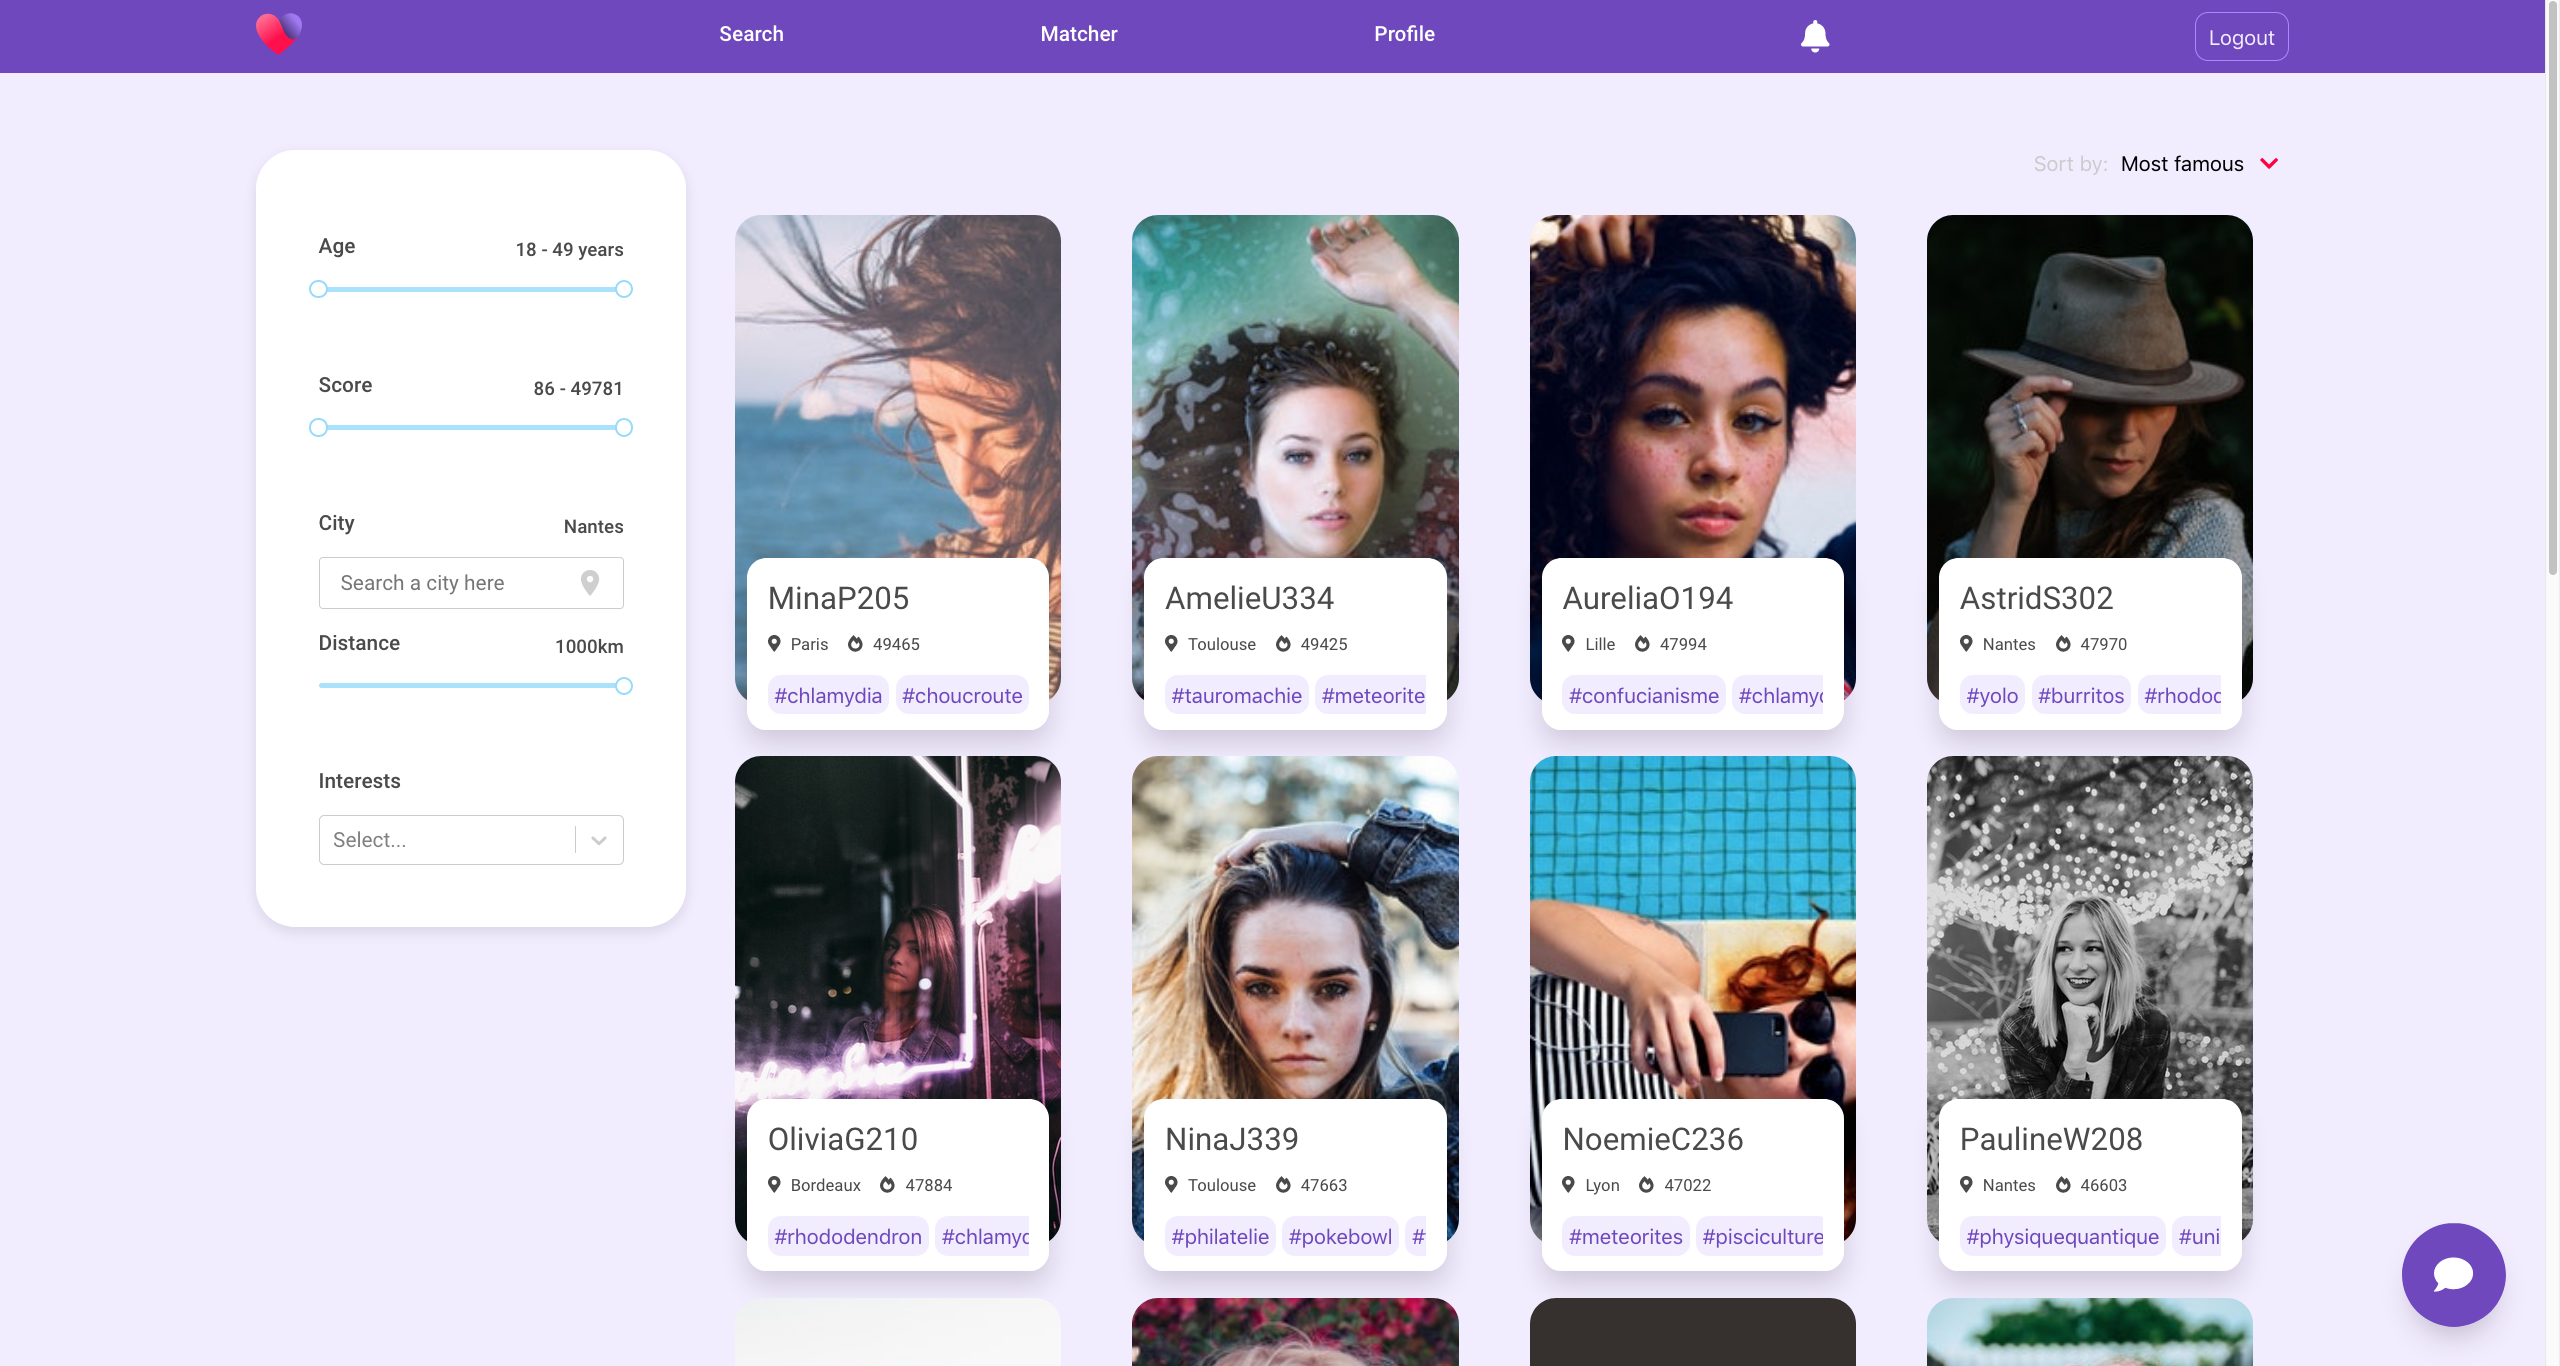 Search
Matcher
Profile
Logout
Sort by: Most famous
Age
18 - 49 years
Score
86 - 49781
City
Nantes
Search a city here
Distance
1000km
Interests
Select...
MinaP205
Paris 49465
#chlamydia #choucroute
AmelieU334
Toulouse 49425
#tauromachie #meteorite
AureliaO194
Lille 47994
#confucianisme #chlamyd
AstridS302
Nantes 47970
#yolo #burritos #rhodod
OliviaG210
Bordeaux 47884
#rhododendron #chlamyd
NinaJ339
Toulouse 47663
#philatelie #pokebowl #
NoemieC236
Lyon 47022
#meteorites #pisciculture
PaulineW208
Nantes 46603
#physiquequantique #uni